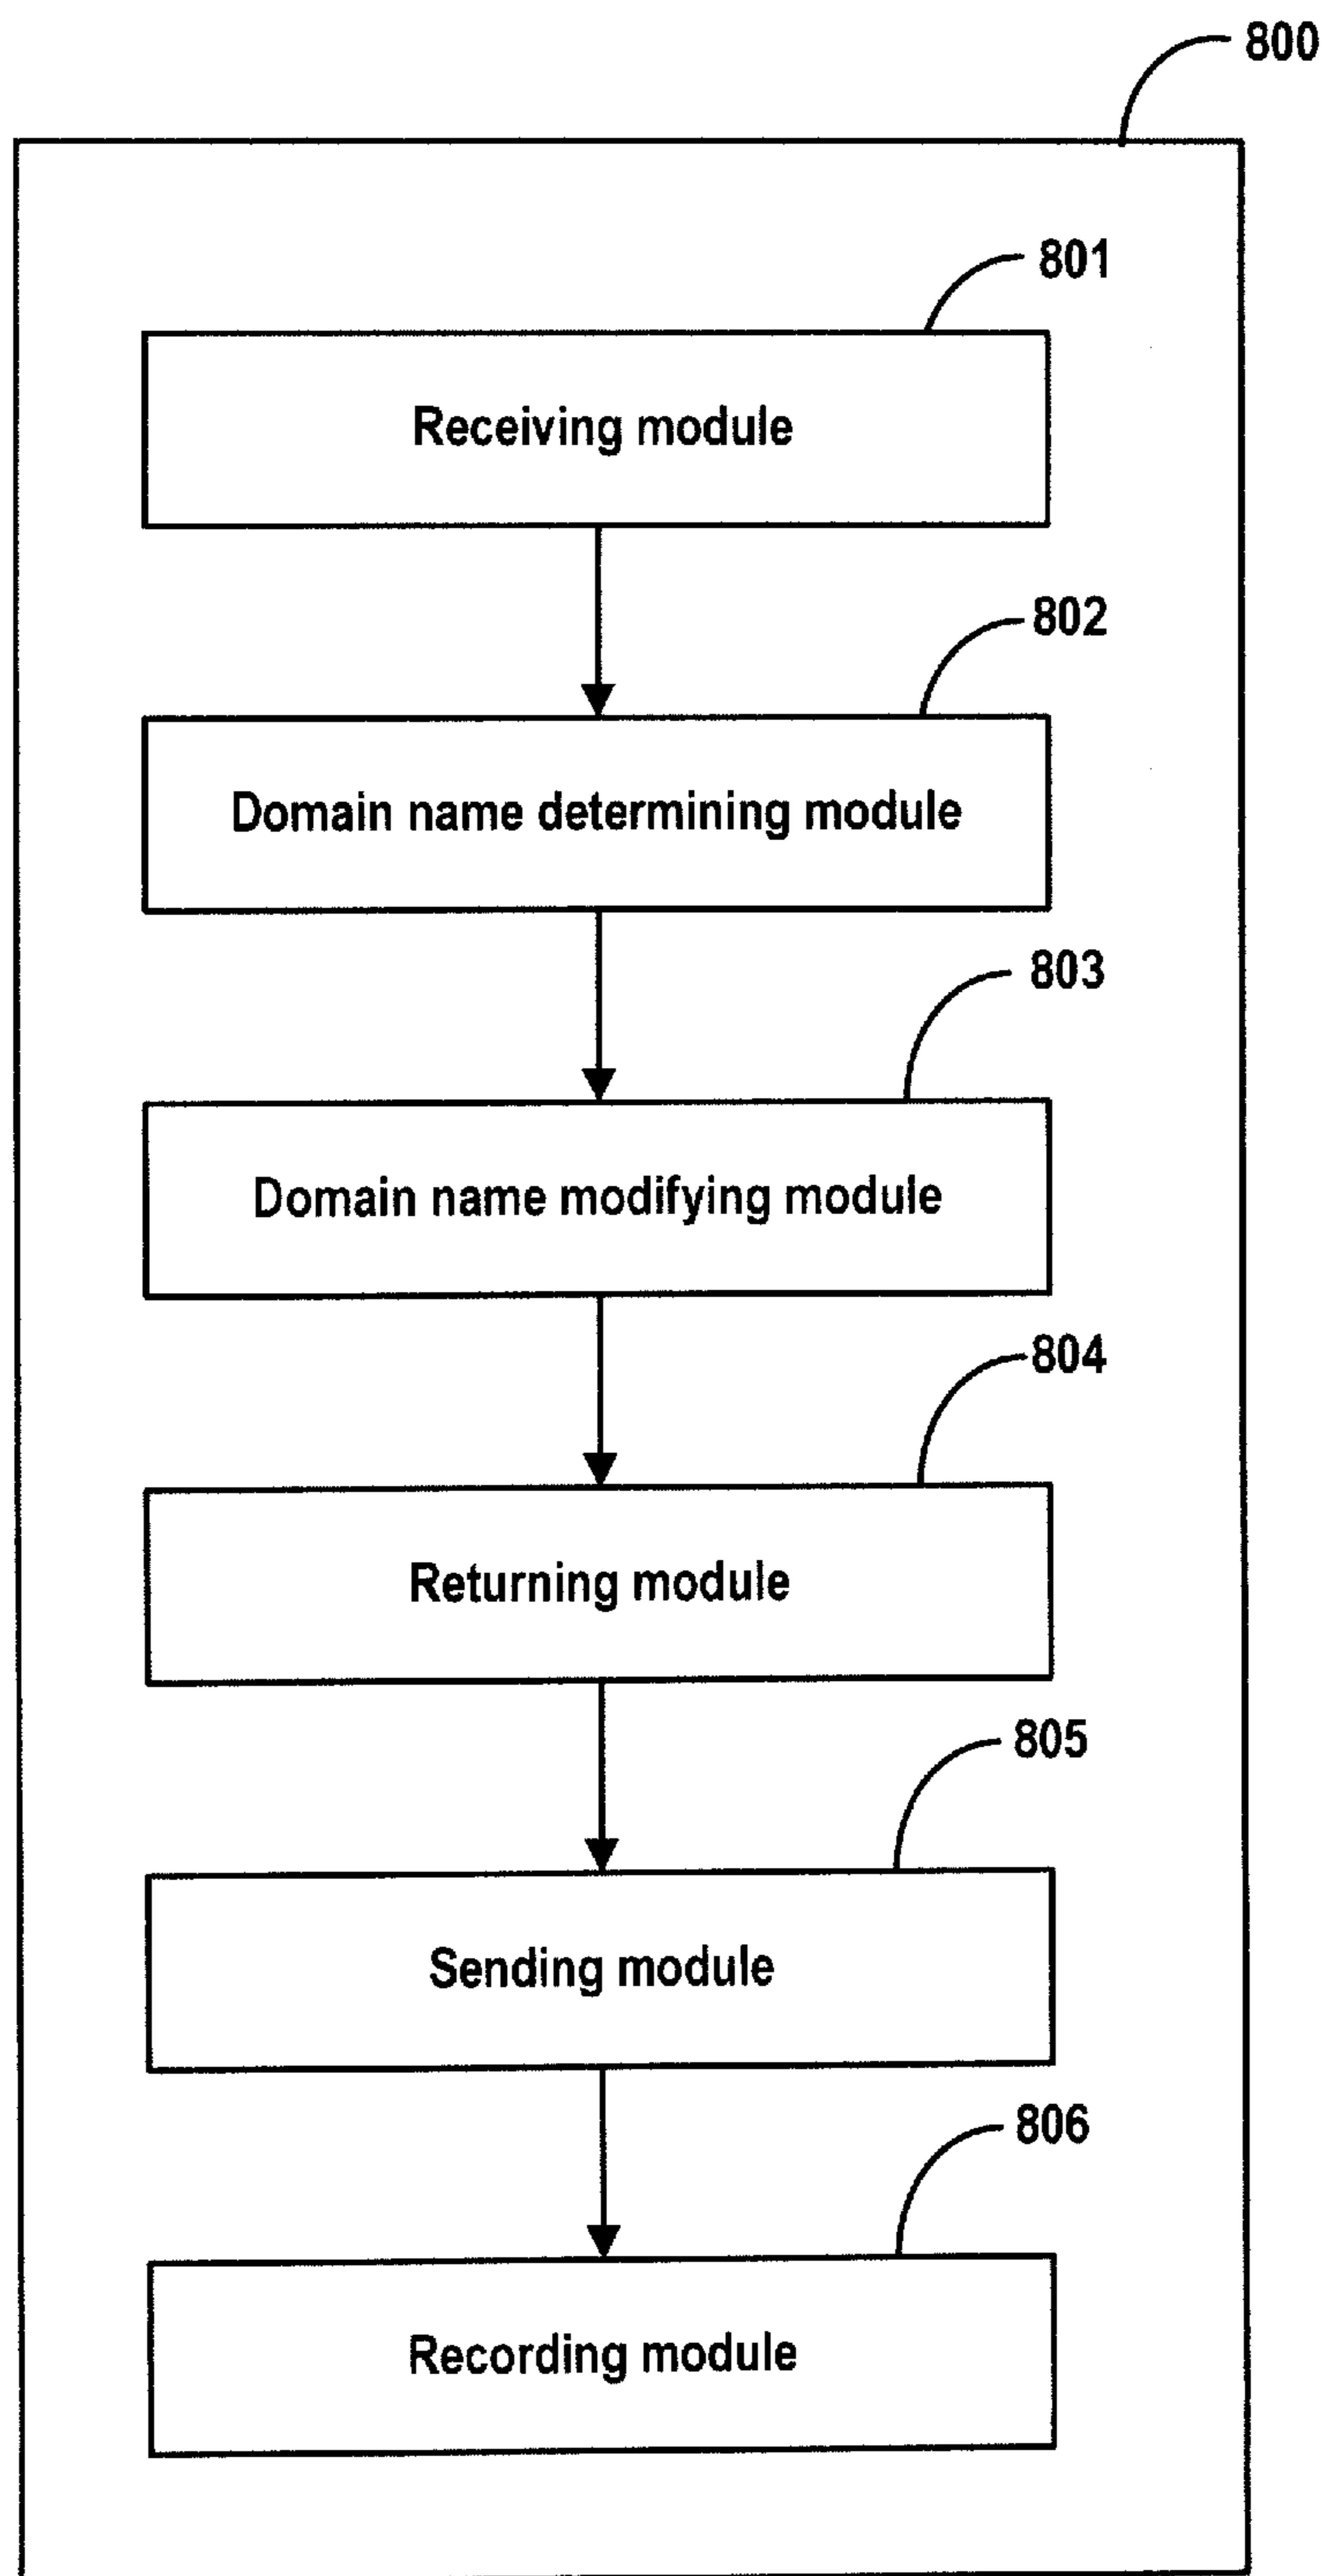 800
801
Receiving module
802
Domain name determining module
803
Domain name modifying module
804
Returning module
805
Sending module
806
Recording module